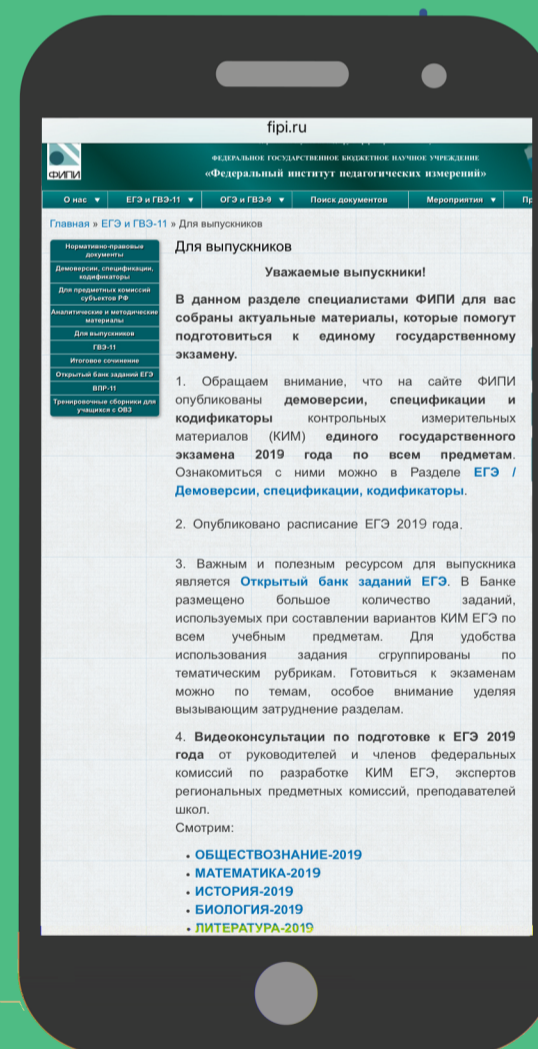 fipi.ru
ФИПИ
ФЕДЕРАЛЬНОЕ ГОСУДАРСТВЕННОЕ БЮДЖЕТНОЕ НАУЧНОЕ УЧРЕЖДЕНИЕ
«Федеральный институт педагогических измерений»
О нас ▼ ЕГЭ и ГВЭ-11 ▼ ОГЭ и ГВЭ-9 ▼ Поиск документов Мероприятия ▼ Пр
Главная » ЕГЭ и ГВЭ-11 » Для выпускников
Нормативно-правовые
документы
Демоверсии, спецификации,
кодификаторы
Для предметных комиссий
субъектов РФ
Аналитические и методические
материалы
Для выпускников
ГВЭ-11
Итоговое сочинение
Открытый банк заданий ЕГЭ
ВПР-11
Тренировочные сборники для
учащихся с ОВЗ
Для выпускников
Уважаемые выпускники!
В данном разделе специалистами ФИПИ для вас
собраны актуальные материалы, которые помогут
подготовиться к единому государственному
экзамену.
1. Обращаем внимание, что на сайте ФИПИ
опубликованы демоверсии, спецификации и
кодификаторы контрольных измерительных
материалов (КИМ) единого государственного
экзамена 2019 года по всем предметам.
Ознакомиться с ними можно в Разделе ЕГЭ /
Демоверсии, спецификации, кодификаторы.
2. Опубликовано расписание ЕГЭ 2019 года.
3. Важным и полезным ресурсом для выпускника
является Открытый банк заданий ЕГЭ. В Банке
размещено большое количество заданий,
используемых при составлении вариантов КИМ ЕГЭ по
всем учебным предметам. Для удобства
использования задания сгруппированы по
тематическим рубрикам. Готовиться к экзаменам
можно по темам, особое внимание уделяя
вызывающим затруднение разделам.
4. Видеоконсультации по подготовке к ЕГЭ 2019
года от руководителей и членов федеральных
комиссий по разработке КИМ ЕГЭ, экспертов
региональных предметных комиссий, преподавателей
школ.
Смотрим:
• ОБЩЕСТВОЗНАНИЕ-2019
• МАТЕМАТИКА-2019
• ИСТОРИЯ-2019
• БИОЛОГИЯ-2019
• ЛИТЕРАТУРА-2019